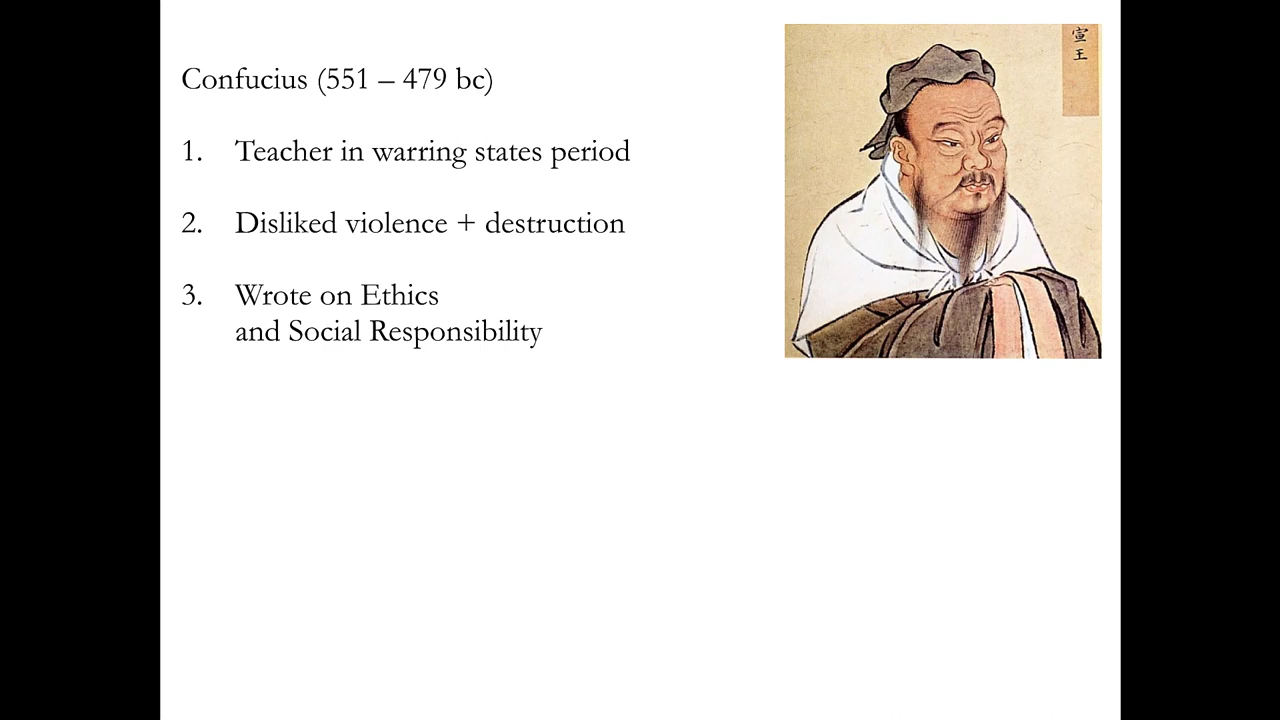 Confucius (551 – 479 bc)
1. Teacher in warring states period
2. Disliked violence + destruction
3. Wrote on Ethics
and Social Responsibility
宣王